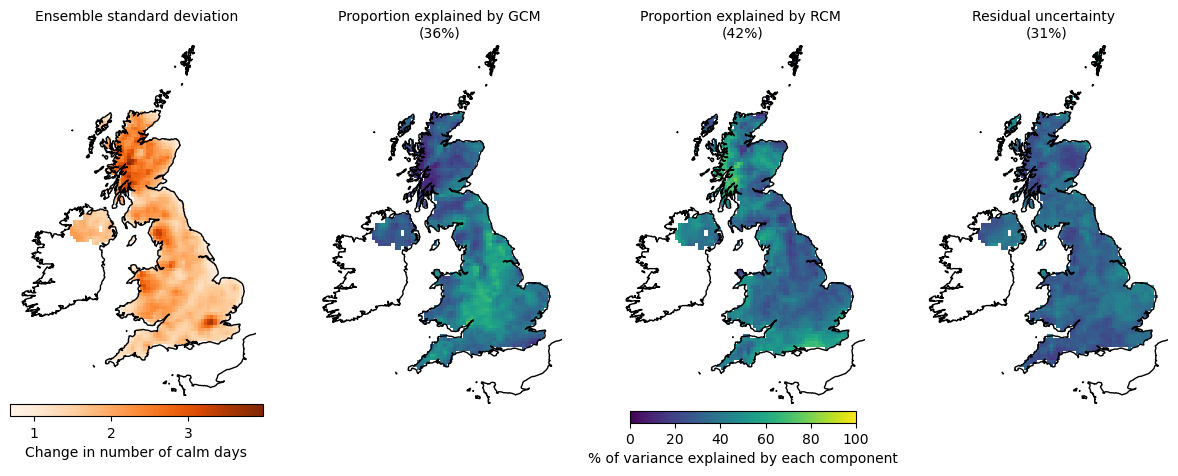 Ensemble standard deviation
Proportion explained by GCM
(36%)
Proportion explained by RCM
(42%)
Residual uncertainty
(31%)
1 2 3
Change in number of calm days
0 20 40 60 80 100
% of variance explained by each component